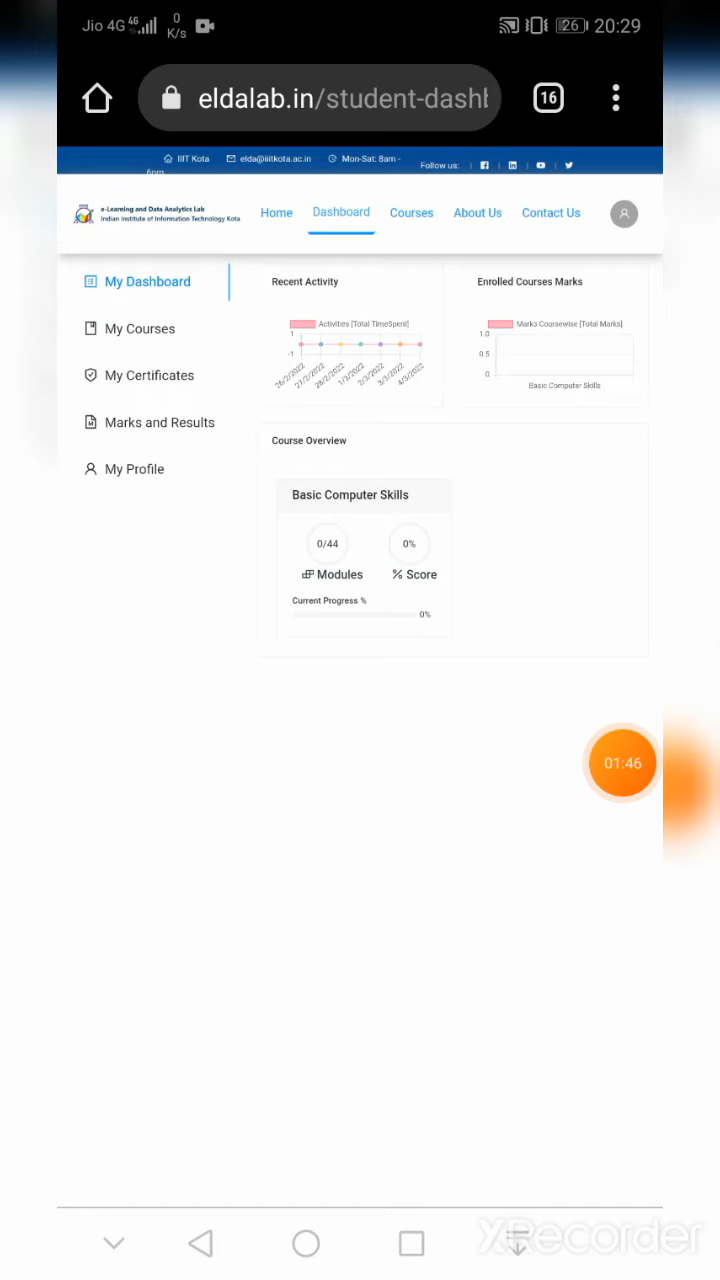 Jio 4G 4G 0 K/s 26 20:29
eldalab.in/student-dashb 16
IIIT Kota elda@iiitkota.ac.in Mon-Sat: 8am - 6pm Follow us:
e-Learning and Data Analytics Lab
Indian Institute of Information Technology Kota
Home Dashboard Courses About Us Contact Us
My Dashboard
My Courses
My Certificates
Marks and Results
My Profile
Recent Activity
Activities [Total TimeSpent]
1
-1
26/2/2022 27/2/2022 28/2/2022 1/3/2022 2/3/2022 3/3/2022 4/3/2022
Enrolled Courses Marks
Marks Coursewise [Total Marks]
1.0
0.5
0
Basic Computer Skills
Course Overview
Basic Computer Skills
0/44 0%
Modules % Score
Current Progress %
0%
01:46
XRecorder